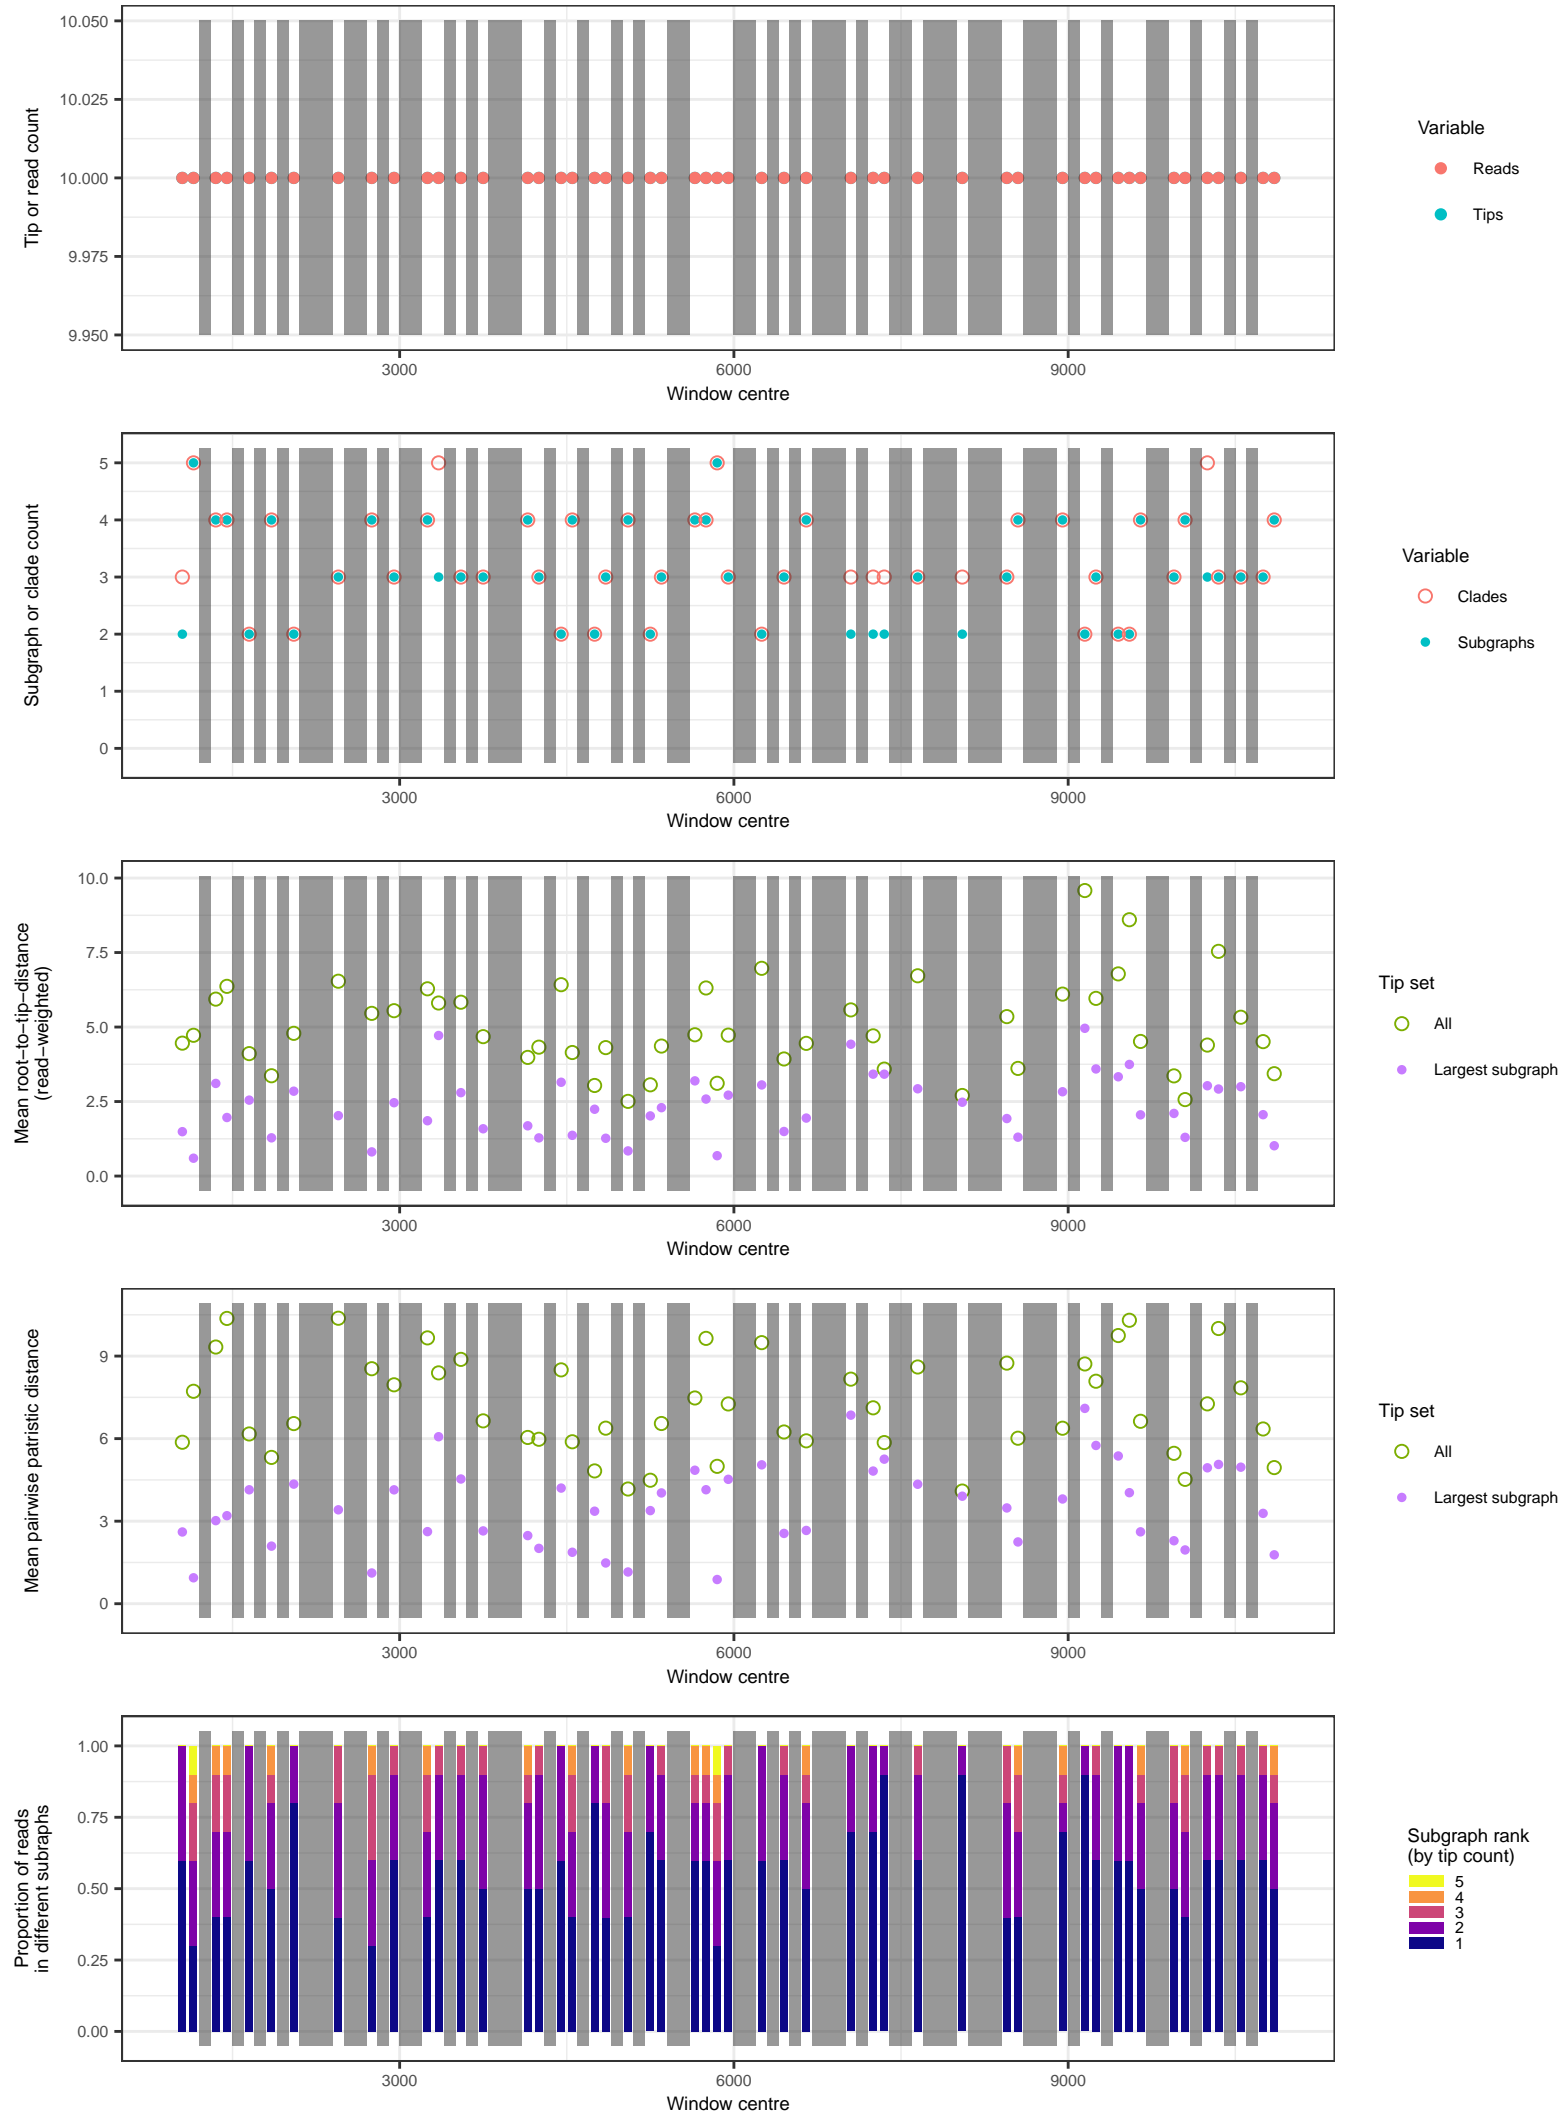 10.050
10.025
10.000
9.975
9.950
Tip or read count
3000 6000 9000
Window centre
Variable
Reads
Tips
5
4
3
2
1
0
Subgraph or clade count
3000 6000 9000
Window centre
Variable
Clades
Subgraphs
10.0
7.5
5.0
2.5
0.0
Mean root−to−tip−distance
(read−weighted)
3000 6000 9000
Window centre
Tip set
All
Largest subgraph
9
6
3
0
Mean pairwise patristic distance
3000 6000 9000
Window centre
Tip set
All
Largest subgraph
1.00
0.75
0.50
0.25
0.00
Proportion of reads
in different subraphs
3000 6000 9000
Window centre
Subgraph rank
(by tip count)
5
4
3
2
1